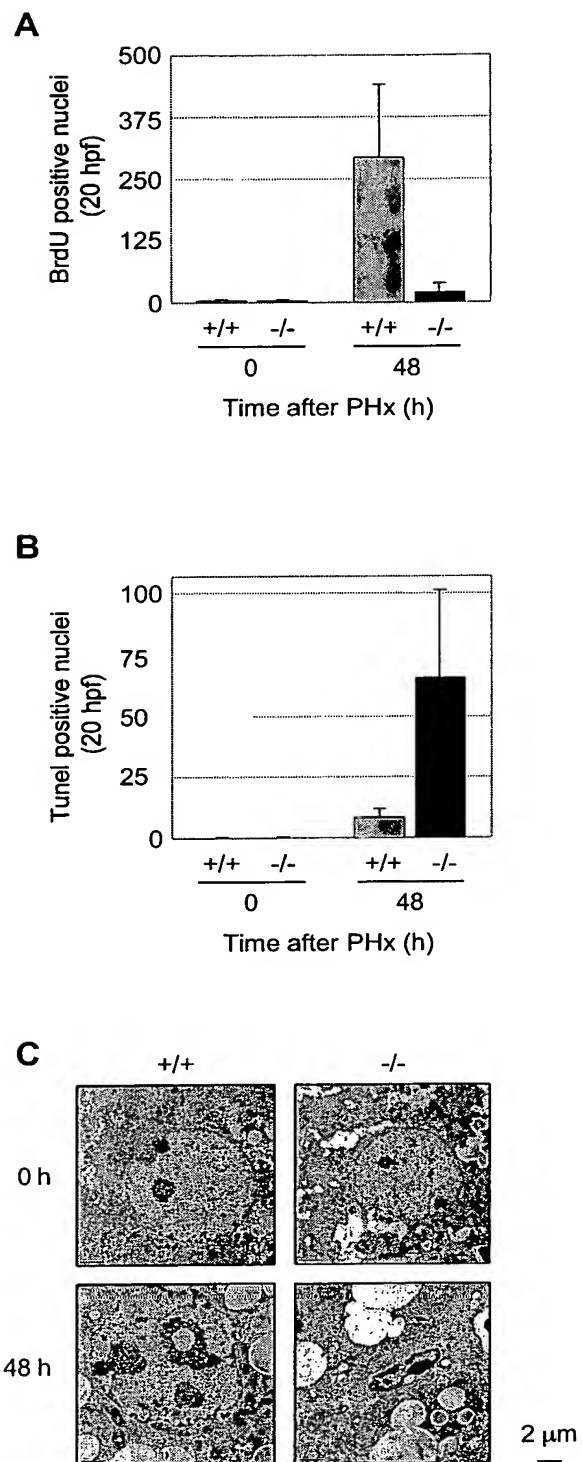 A
BrdU positive nuclei
(20 hpf)
500
375
250
125
0
+/+ -/- +/+ -/-
0 48
Time after PHx (h)
B
Tunel positive nuclei
(20 hpf)
100
75
50
25
0
+/+ -/- +/+ -/-
0 48
Time after PHx (h)
C
+/+ -/-
0 h
48 h
2 µm